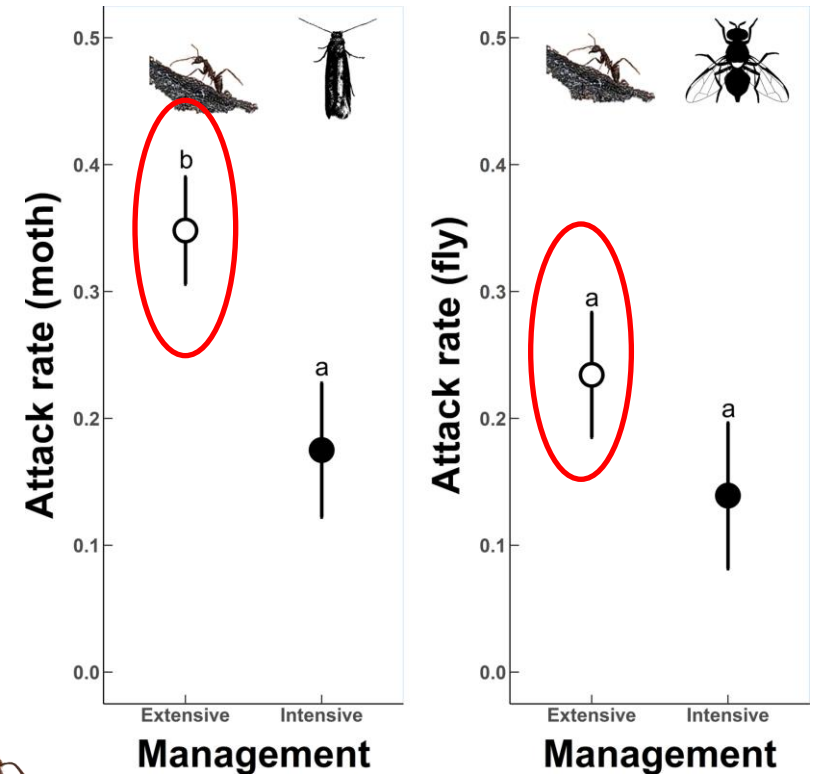 Attack rate (moth)
0.5
0.4
0.3
0.2
0.1
0.0
b
a
Extensive Intensive
Management
Attack rate (fly)
0.5
0.4
0.3
0.2
0.1
0.0
a
a
Extensive Intensive
Management